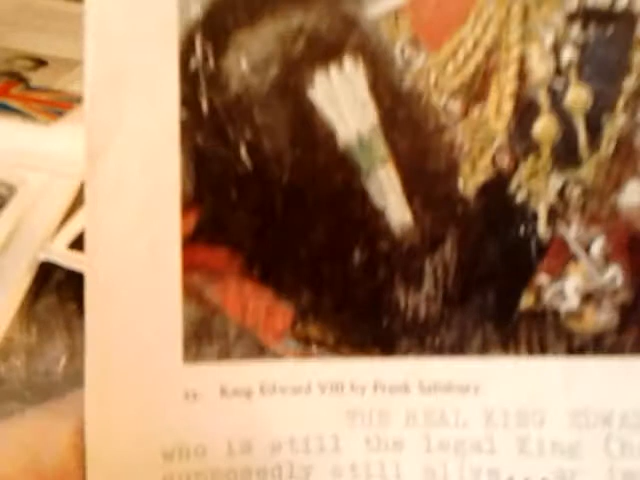 King Edward VIII by Frank Salisbury
THE REAL KING EDWA
who is still the legal King (h
supposedly still alive...or